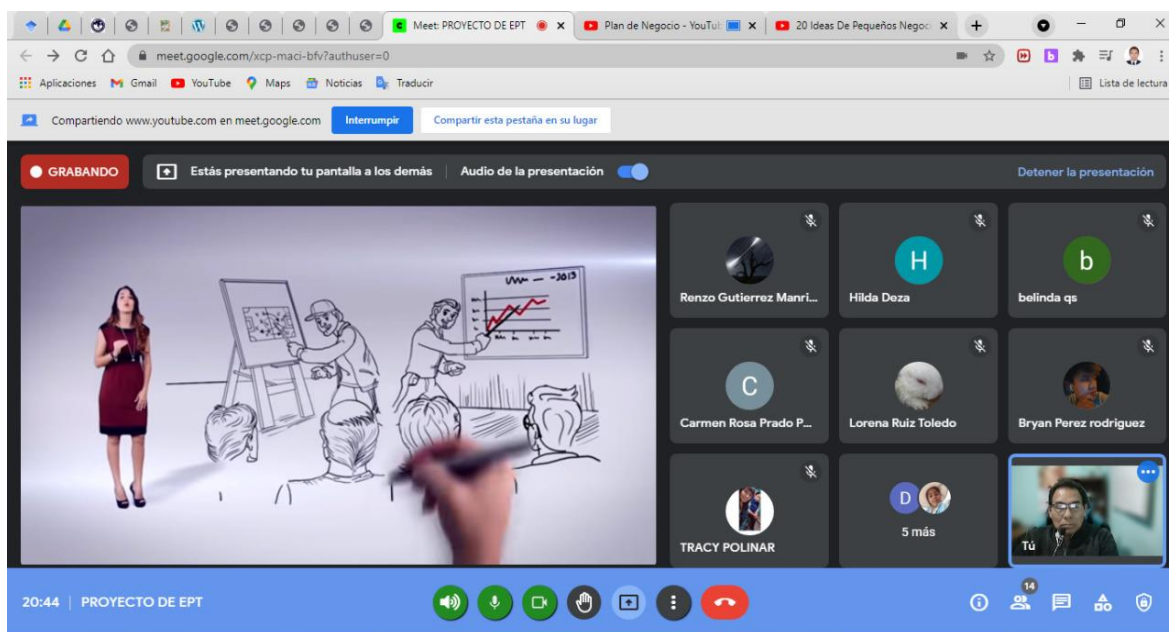 Meet: PROYECTO DE EPT
Plan de Negocio - YouTub
20 Ideas De Pequeños Negoci
meet.google.com/xcp-maci-bfv?authuser=0
Aplicaciones
Gmail
YouTube
Maps
Noticias
Traducir
Lista de lectura
Compartiendo www.youtube.com en meet.google.com
Interrumpir
Compartir esta pestaña en su lugar
GRABANDO
Estás presentando tu pantalla a los demás
Audio de la presentación
Detener la presentación
-2013
Renzo Gutierrez Manri...
H
Hilda Deza
b
belinda qs
C
Carmen Rosa Prado P...
Lorena Ruiz Toledo
Bryan Perez rodriguez
TRACY POLINAR
D
5 más
Tú
20:44 | PROYECTO DE EPT
14